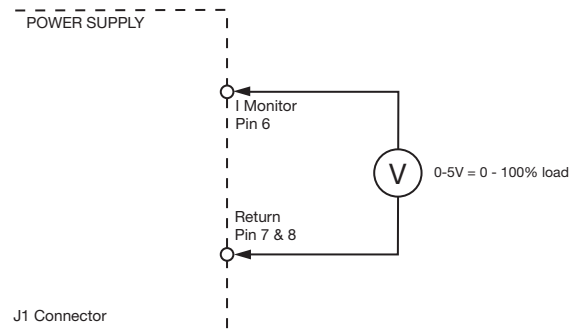 POWER SUPPLY
I Monitor
Pin 6
V
0-5V = 0 - 100% load
Return
Pin 7 & 8
J1 Connector